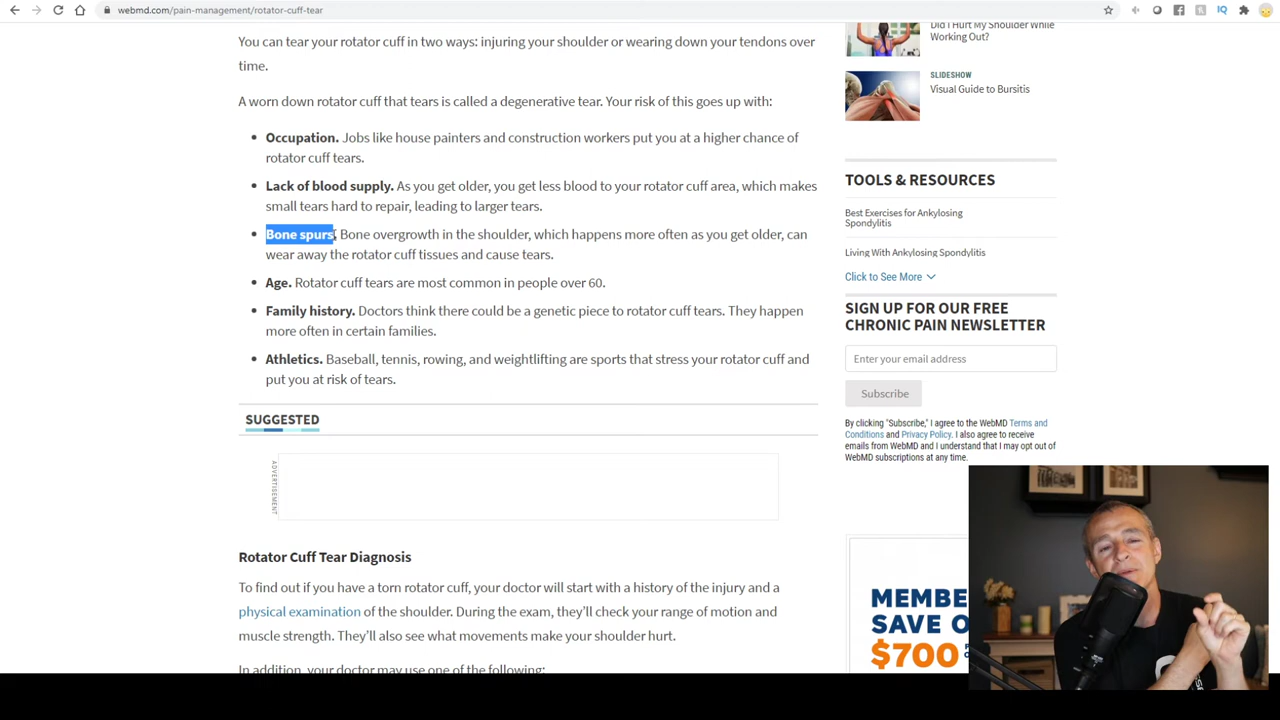 webmd.com/pain-management/rotator-cuff-tear
You can tear your rotator cuff in two ways: injuring your shoulder or wearing down your tendons over
time.
A worn down rotator cuff that tears is called a degenerative tear. Your risk of this goes up with:
Occupation. Jobs like house painters and construction workers put you at a higher chance of
rotator cuff tears.
Lack of blood supply. As you get older, you get less blood to your rotator cuff area, which makes
small tears hard to repair, leading to larger tears.
Bone spurs. Bone overgrowth in the shoulder, which happens more often as you get older, can
wear away the rotator cuff tissues and cause tears.
Age. Rotator cuff tears are most common in people over 60.
Family history. Doctors think there could be a genetic piece to rotator cuff tears. They happen
more often in certain families.
Athletics. Baseball, tennis, rowing, and weightlifting are sports that stress your rotator cuff and
put you at risk of tears.
SUGGESTED
ADVERTISEMENT
Rotator Cuff Tear Diagnosis
To find out if you have a torn rotator cuff, your doctor will start with a history of the injury and a
physical examination of the shoulder. During the exam, they'll check your range of motion and
muscle strength. They'll also see what movements make your shoulder hurt.
In addition, your doctor may use one of the following:
Did I Hurt My Shoulder While
Working Out?
SLIDESHOW
Visual Guide to Bursitis
TOOLS & RESOURCES
Best Exercises for Ankylosing
Spondylitis
Living With Ankylosing Spondylitis
Click to See More
SIGN UP FOR OUR FREE
CHRONIC PAIN NEWSLETTER
Enter your email address
Subscribe
By clicking "Subscribe," I agree to the WebMD Terms and
Conditions and Privacy Policy. I also agree to receive
emails from WebMD and I understand that I may opt out of
WebMD subscriptions at any time.
MEMBE
SAVE O
$700